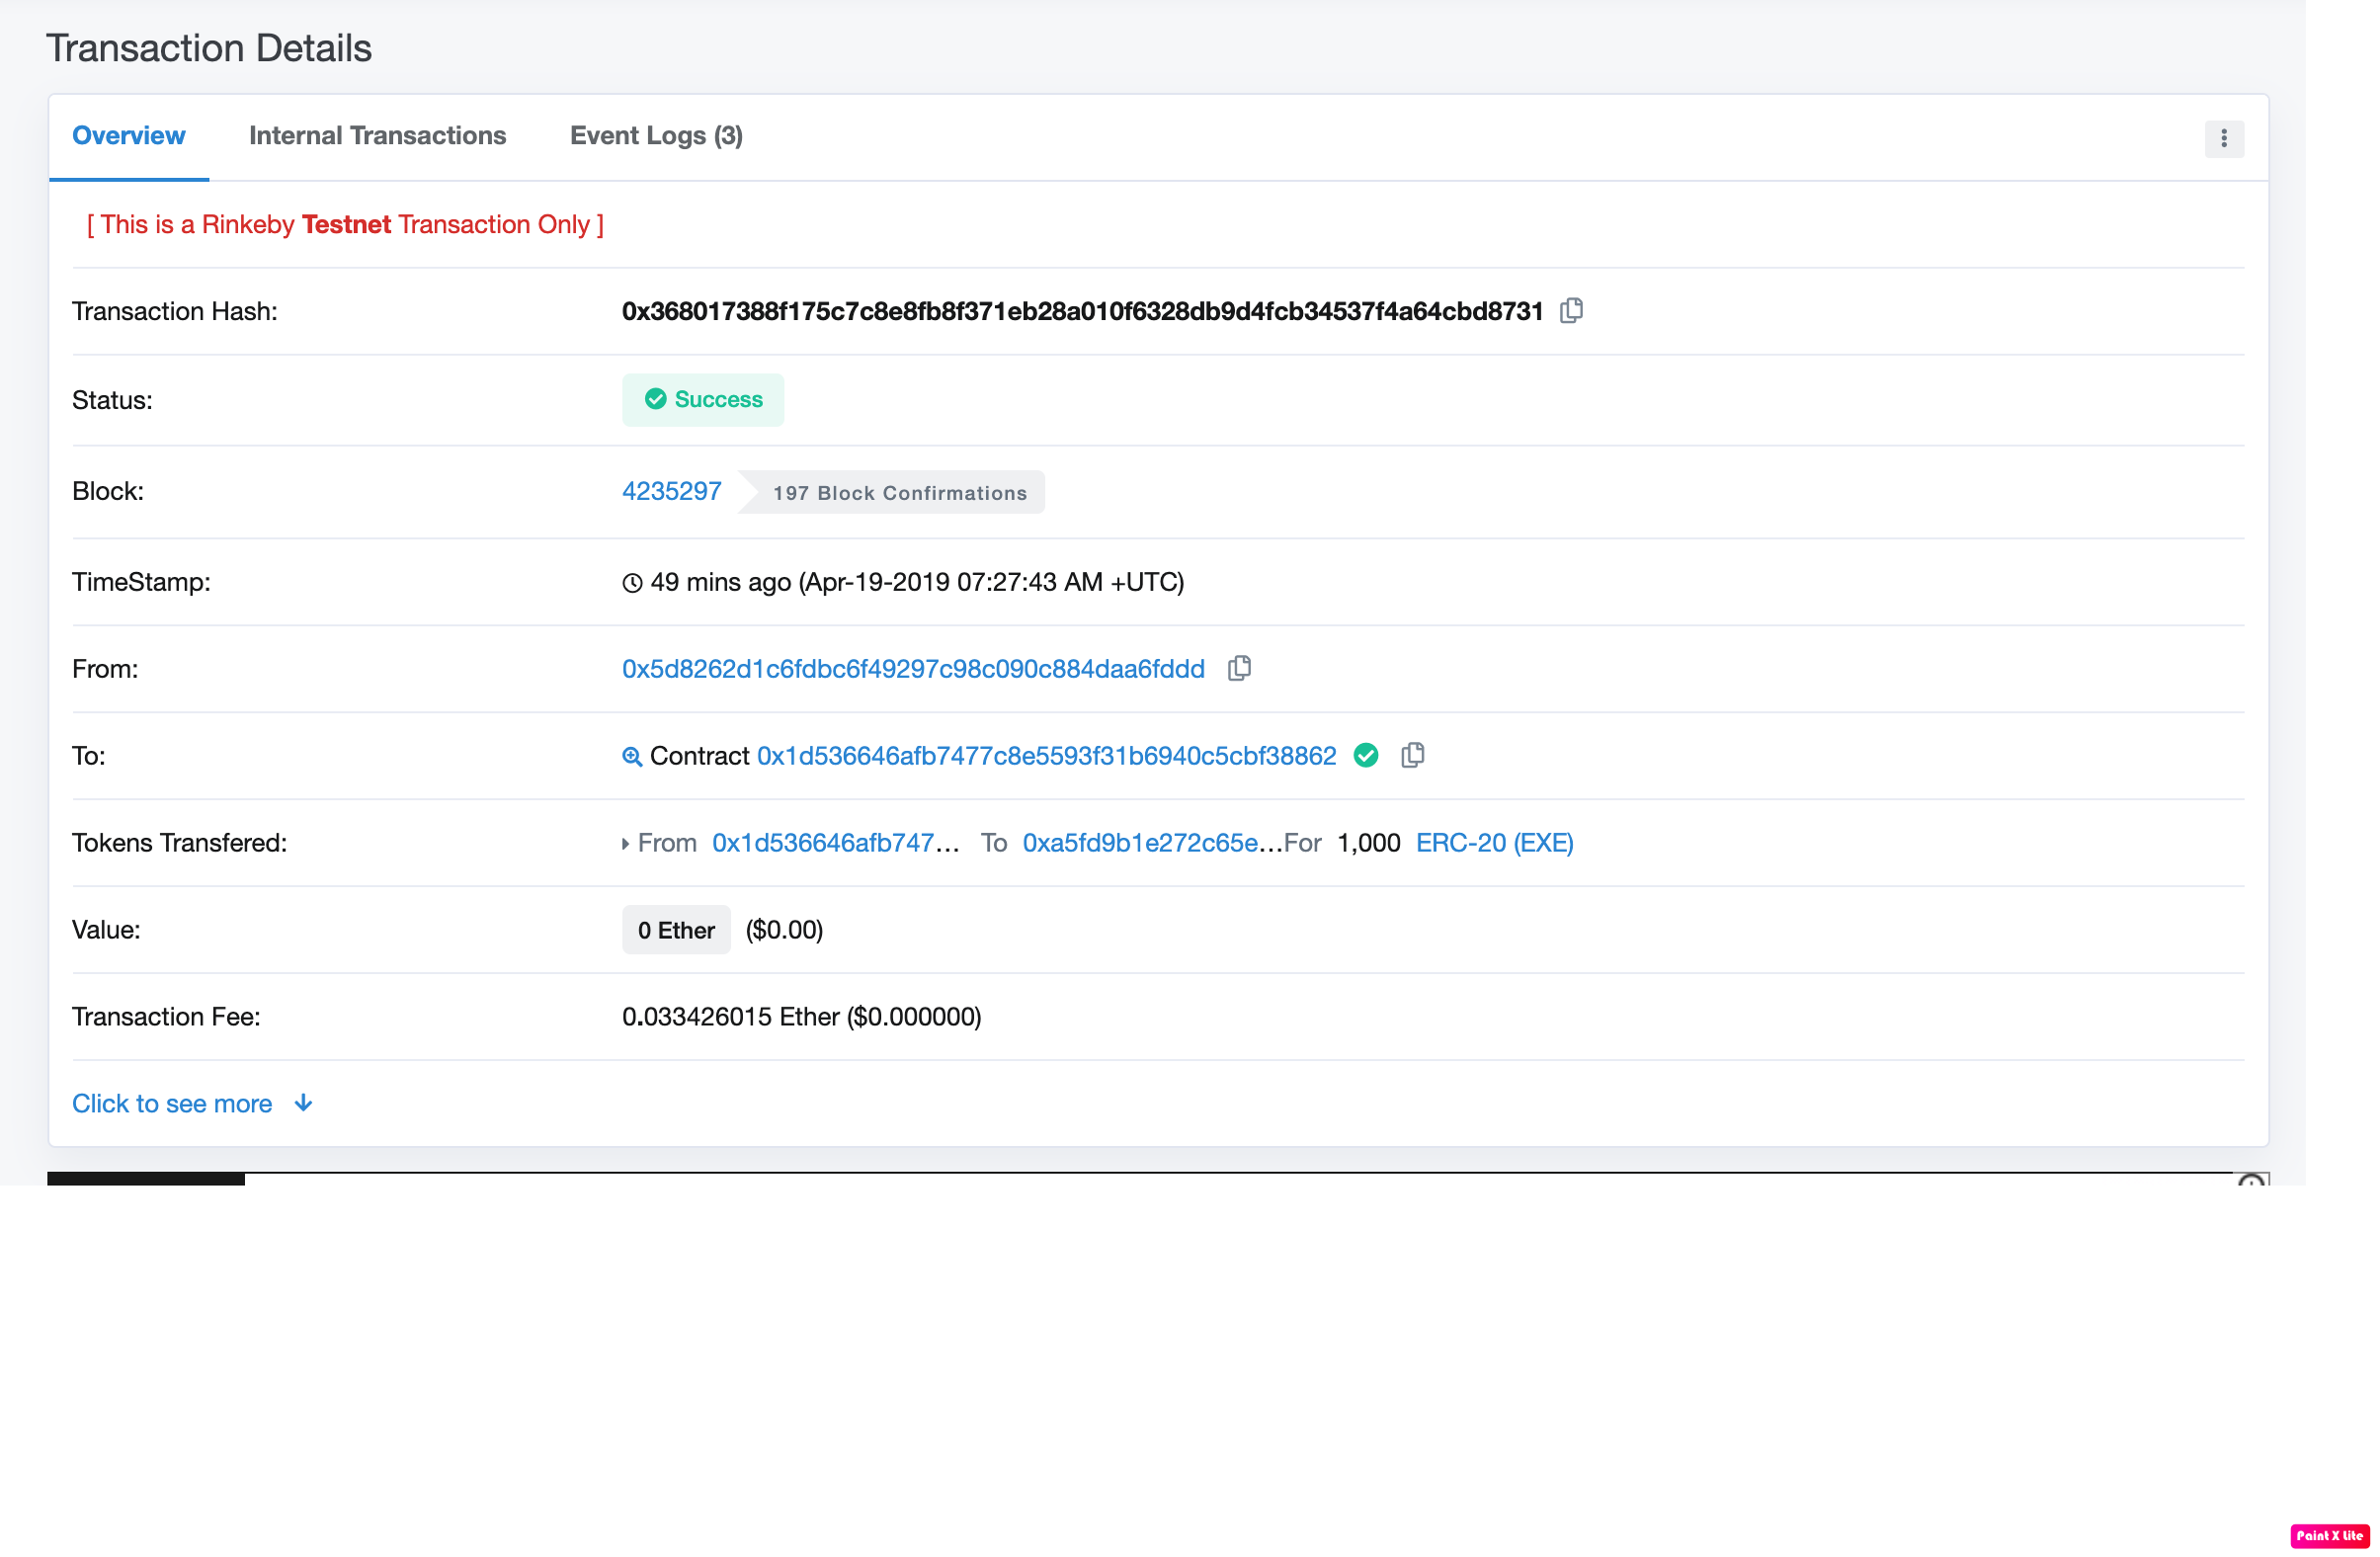 Transaction Details
Overview Internal Transactions Event Logs (3)
[ This is a Rinkeby Testnet Transaction Only ]
Transaction Hash: 0x368017388f175c7c8e8fb8f371eb28a010f6328db9d4fcb34537f4a64cbd8731
Status: Success
Block: 4235297 197 Block Confirmations
TimeStamp: 49 mins ago (Apr-19-2019 07:27:43 AM +UTC)
From: 0x5d8262d1c6fdbc6f49297c98c090c884daa6fddd
To: Contract 0x1d536646afb7477c8e5593f31b6940c5cbf38862
Tokens Transfered: From 0x1d536646afb747... To 0xa5fd9b1e272c65e...For 1,000 ERC-20 (EXE)
Value: 0 Ether ($0.00)
Transaction Fee: 0.033426015 Ether ($0.000000)
Click to see more
Paint X Lite